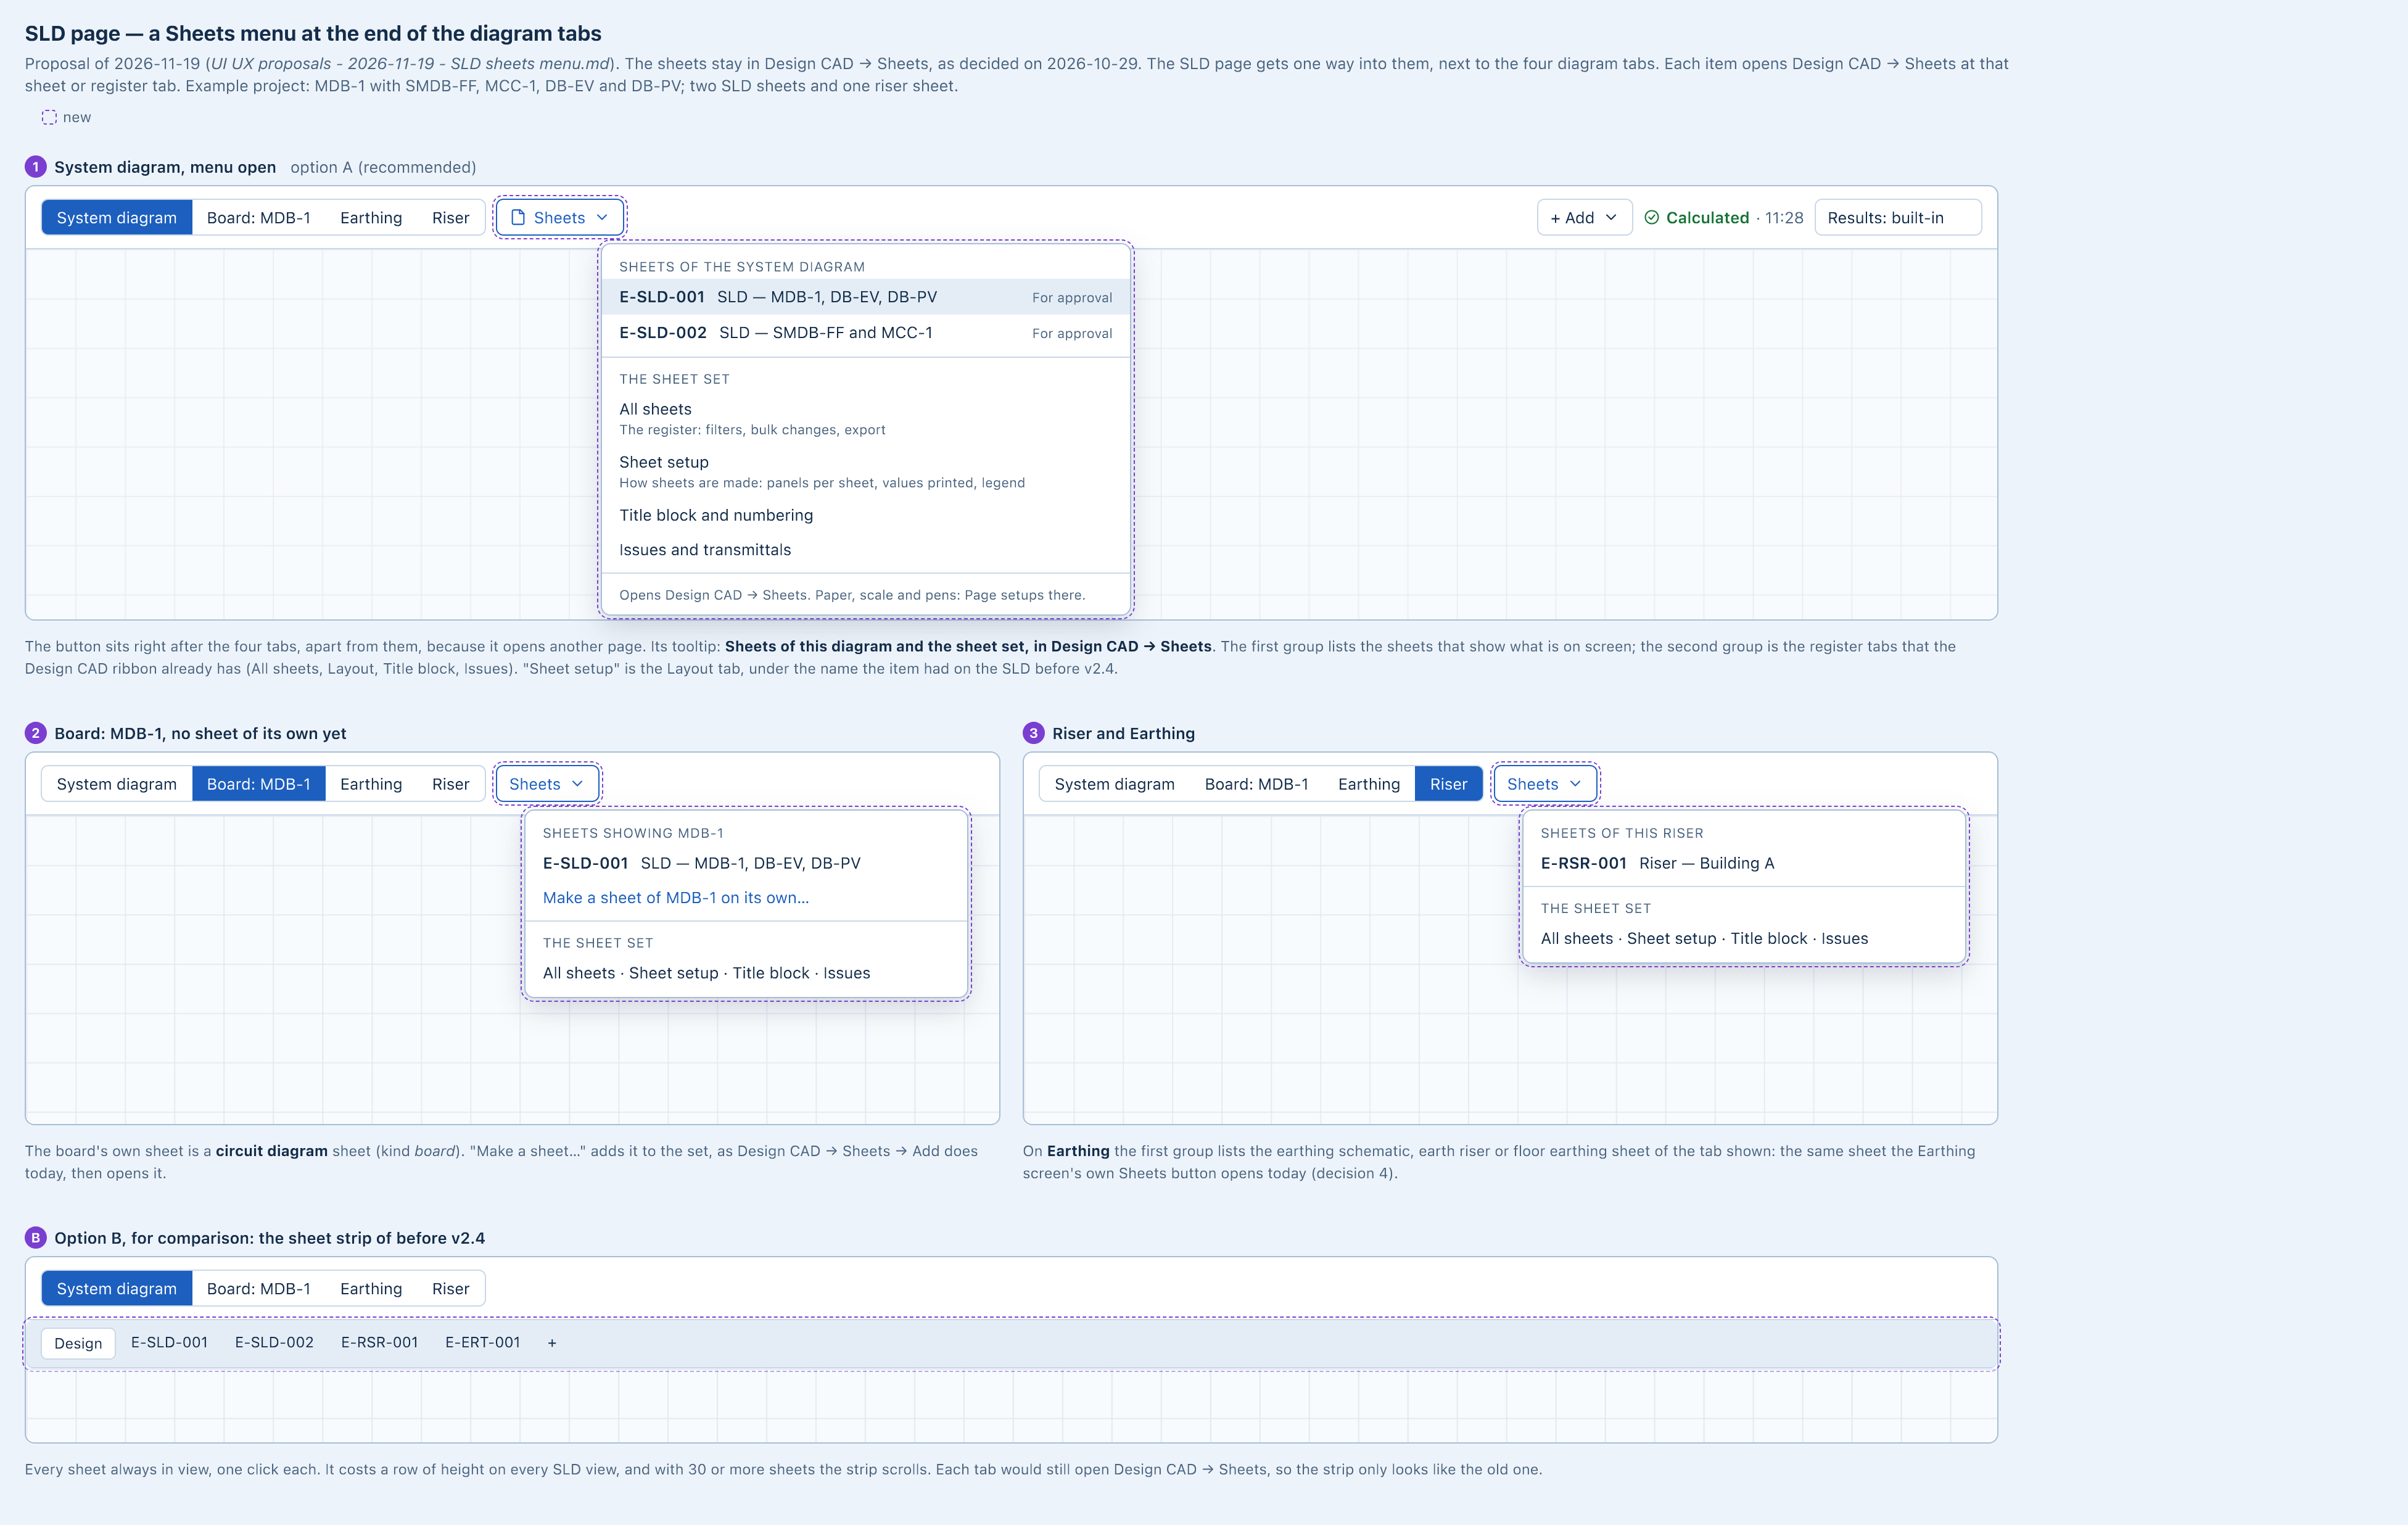 SLD page — a Sheets menu at the end of the diagram tabs
Proposal of 2026-11-19 (UI UX proposals - 2026-11-19 - SLD sheets menu.md). The sheets stay in Design CAD → Sheets, as decided on 2026-10-29. The SLD page gets one way into them, next to the four diagram tabs. Each item opens Design CAD → Sheets at that
sheet or register tab. Example project: MDB-1 with SMDB-FF, MCC-1, DB-EV and DB-PV; two SLD sheets and one riser sheet.
new
1 System diagram, menu open option A (recommended)
System diagram Board: MDB-1 Earthing Riser Sheets + Add Calculated · 11:28 Results: built-in
SHEETS OF THE SYSTEM DIAGRAM
E-SLD-001 SLD — MDB-1, DB-EV, DB-PV For approval
E-SLD-002 SLD — SMDB-FF and MCC-1 For approval
THE SHEET SET
All sheets
The register: filters, bulk changes, export
Sheet setup
How sheets are made: panels per sheet, values printed, legend
Title block and numbering
Issues and transmittals
Opens Design CAD → Sheets. Paper, scale and pens: Page setups there.
The button sits right after the four tabs, apart from them, because it opens another page. Its tooltip: Sheets of this diagram and the sheet set, in Design CAD → Sheets. The first group lists the sheets that show what is on screen; the second group is the register tabs that the
Design CAD ribbon already has (All sheets, Layout, Title block, Issues). "Sheet setup" is the Layout tab, under the name the item had on the SLD before v2.4.
2 Board: MDB-1, no sheet of its own yet
System diagram Board: MDB-1 Earthing Riser Sheets
SHEETS SHOWING MDB-1
E-SLD-001 SLD — MDB-1, DB-EV, DB-PV
Make a sheet of MDB-1 on its own...
THE SHEET SET
All sheets · Sheet setup · Title block · Issues
The board's own sheet is a circuit diagram sheet (kind board). "Make a sheet..." adds it to the set, as Design CAD → Sheets → Add does
today, then opens it.
3 Riser and Earthing
System diagram Board: MDB-1 Earthing Riser Sheets
SHEETS OF THIS RISER
E-RSR-001 Riser — Building A
THE SHEET SET
All sheets · Sheet setup · Title block · Issues
On Earthing the first group lists the earthing schematic, earth riser or floor earthing sheet of the tab shown: the same sheet the Earthing
screen's own Sheets button opens today (decision 4).
B Option B, for comparison: the sheet strip of before v2.4
System diagram Board: MDB-1 Earthing Riser
Design E-SLD-001 E-SLD-002 E-RSR-001 E-ERT-001 +
Every sheet always in view, one click each. It costs a row of height on every SLD view, and with 30 or more sheets the strip scrolls. Each tab would still open Design CAD → Sheets, so the strip only looks like the old one.